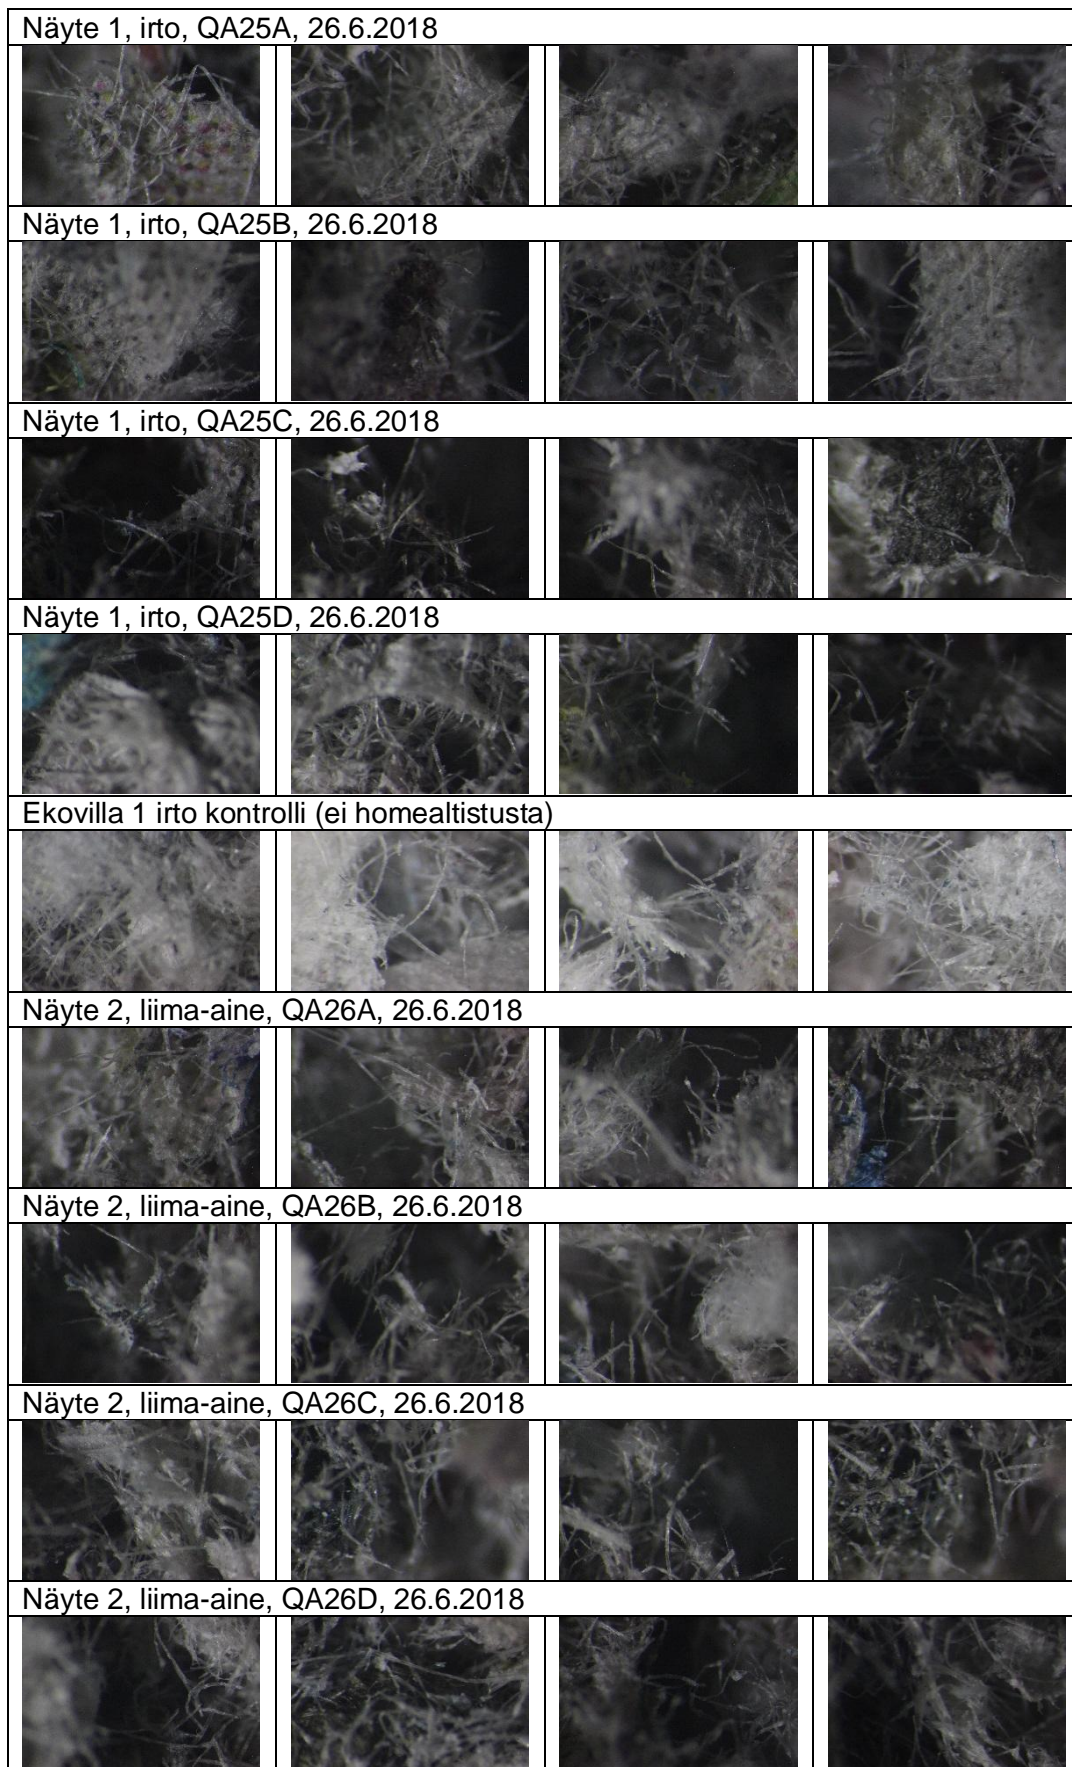 Näyte 1, irto, QA25A, 26.6.2018
Näyte 1, irto, QA25B, 26.6.2018
Näyte 1, irto, QA25C, 26.6.2018
Näyte 1, irto, QA25D, 26.6.2018
Ekovilla 1 irto kontrolli (ei homealtistusta)
Näyte 2, liima-aine, QA26A, 26.6.2018
Näyte 2, liima-aine, QA26B, 26.6.2018
Näyte 2, liima-aine, QA26C, 26.6.2018
Näyte 2, liima-aine, QA26D, 26.6.2018